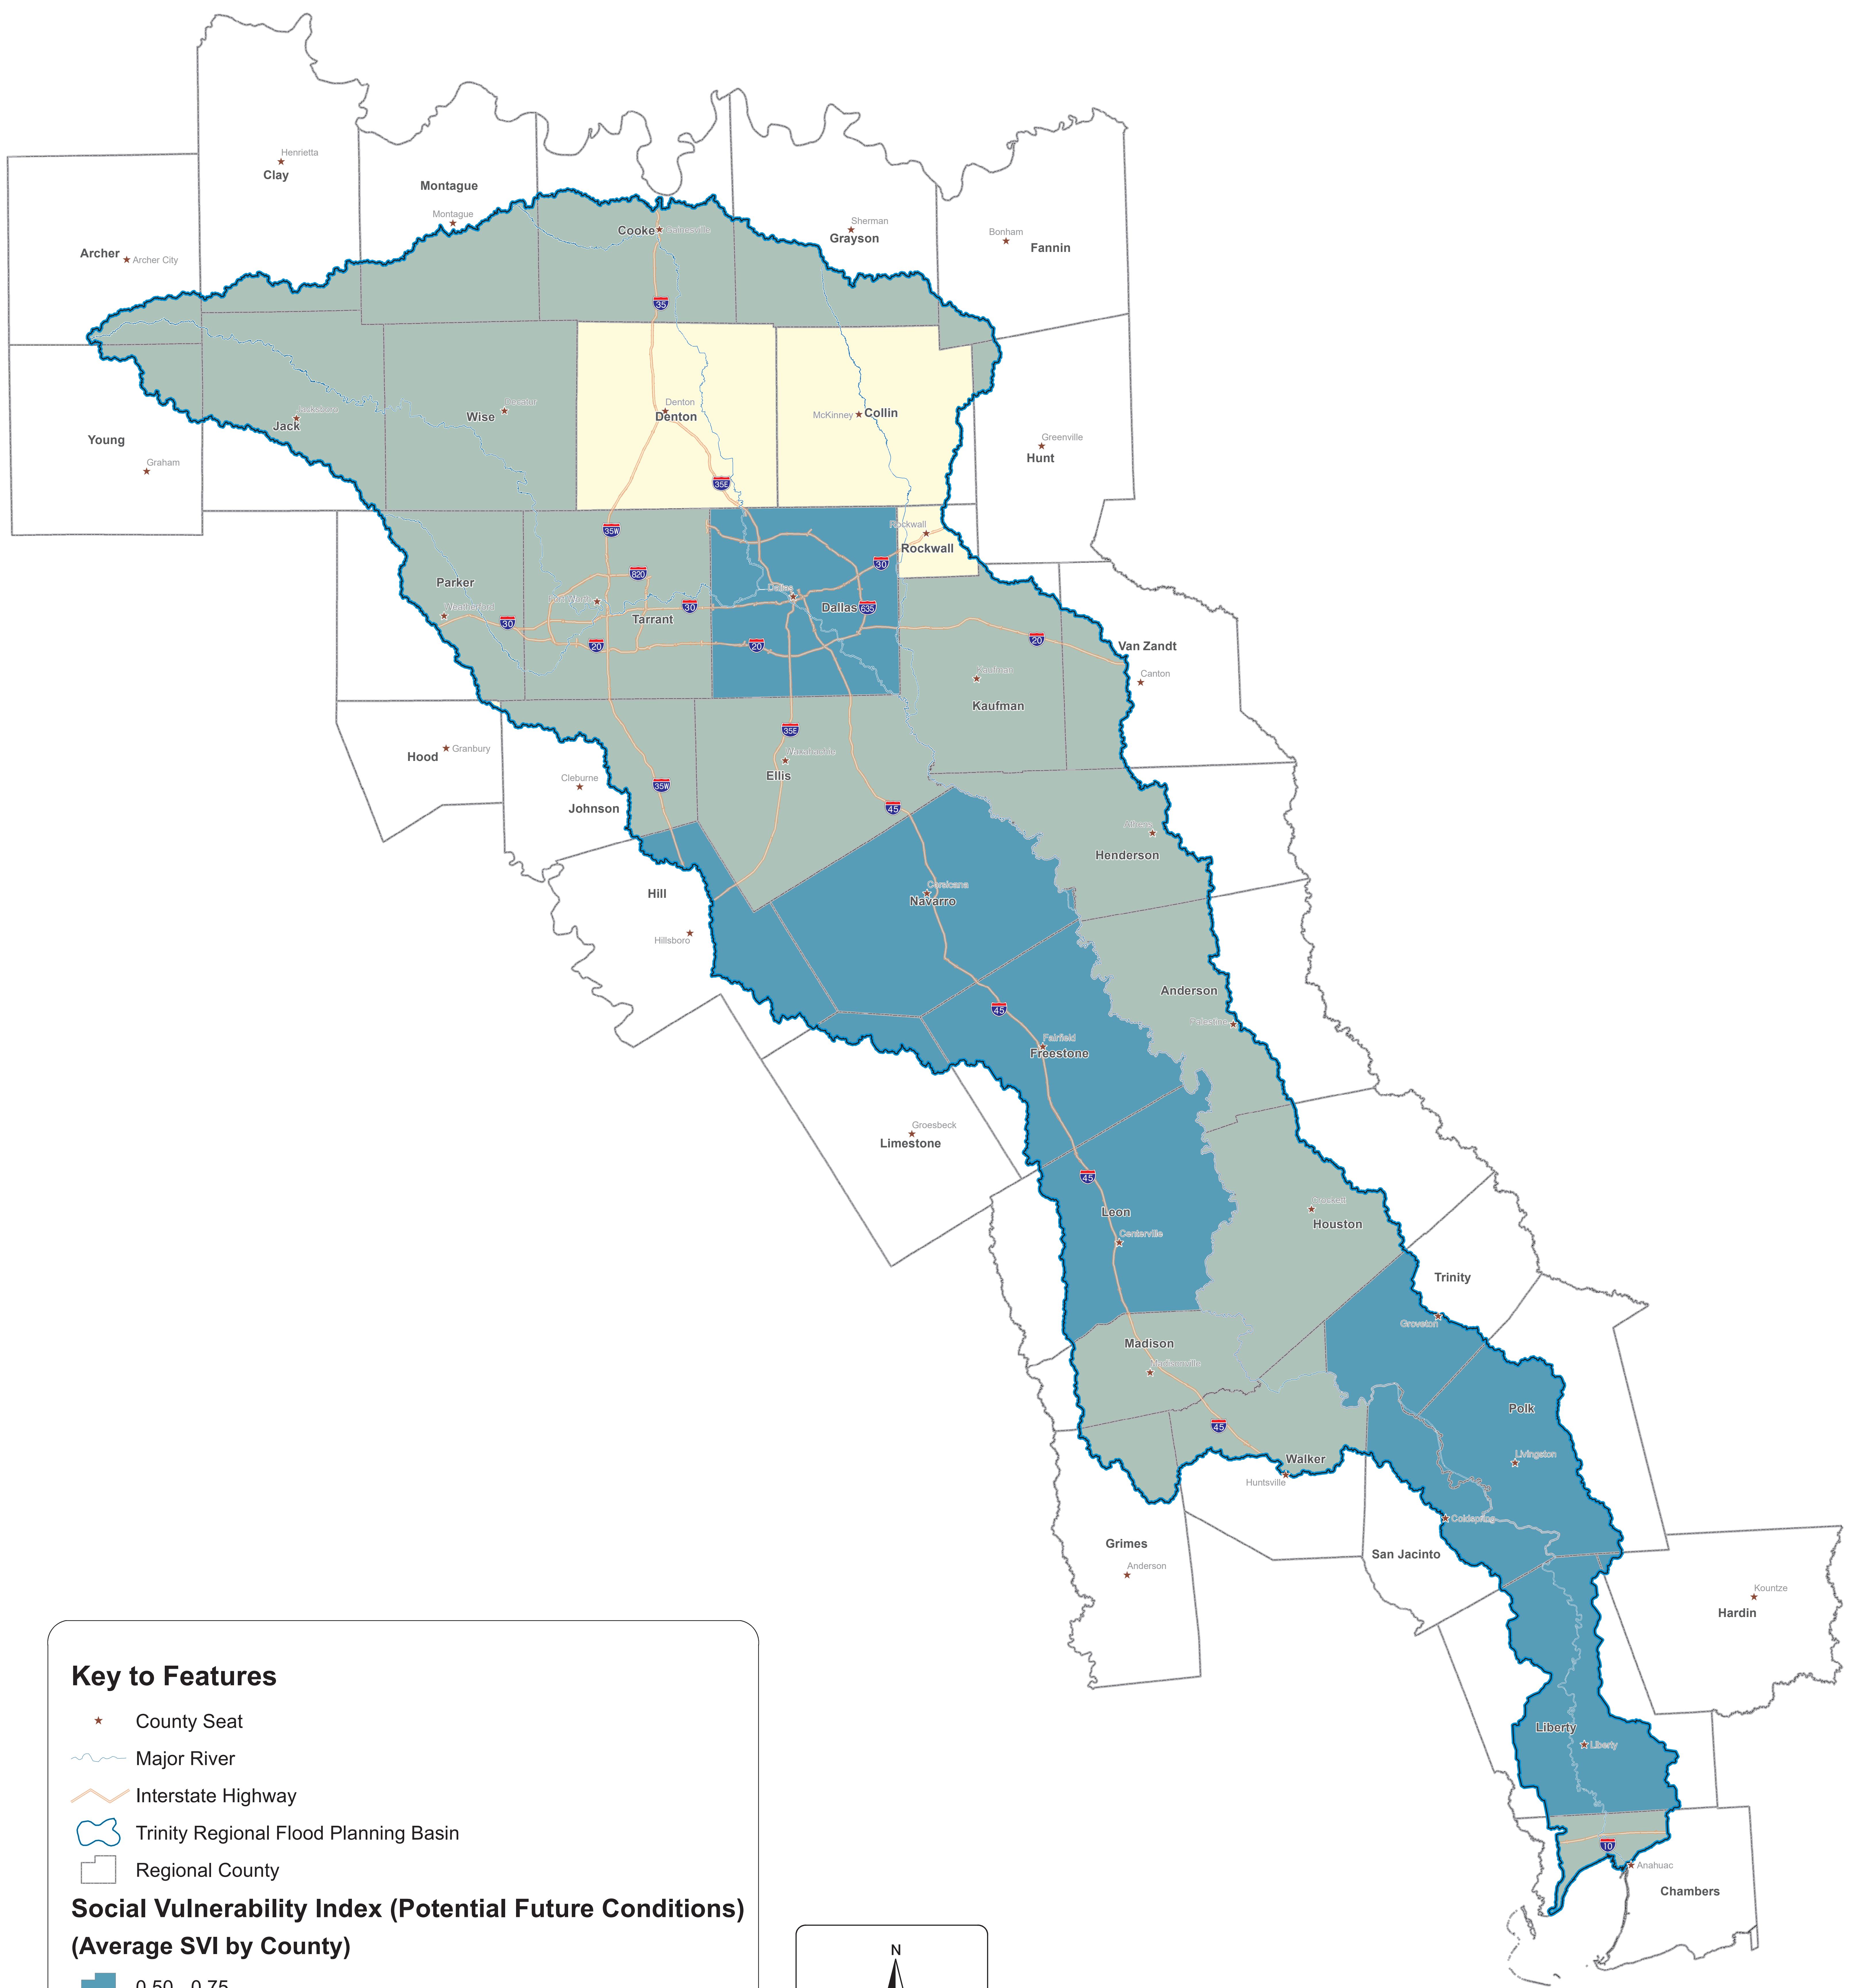 Henrietta
Clay
Montague
Montague
Archer
Archer City
Cooke
Gainesville
Sherman
Grayson
Bonham
Fannin
35
Jacksboro
Jack
Wise
Decatur
Denton
Denton
McKinney
Collin
Young
Graham
Greenville
Hunt
35E
35W
Rockwall
Rockwall
30
820
Parker
Weatherford
Fort Worth
30
Tarrant
30
Dallas
Dallas
635
20
20
20
Van Zandt
Canton
Kaufman
Kaufman
Hood
Granbury
35E
Waxahachie
Ellis
Cleburne
Johnson
35W
45
Athens
Henderson
Hill
Hillsboro
Corsicana
Navarro
Anderson
Palestine
45
Fairfield
Freestone
Groesbeck
Limestone
45
Leon
Centerville
Crockett
Houston
Trinity
Groveton
Madison
Madisonville
Polk
45
Livingston
Walker
Huntsville
Coldspring
Grimes
Anderson
San Jacinto
Kountze
Hardin
Liberty
Liberty
10
Anahuac
Chambers
Key to Features
County Seat
Major River
Interstate Highway
Trinity Regional Flood Planning Basin
Regional County
Social Vulnerability Index (Potential Future Conditions)
(Average SVI by County)
0.50 - 0.75
N